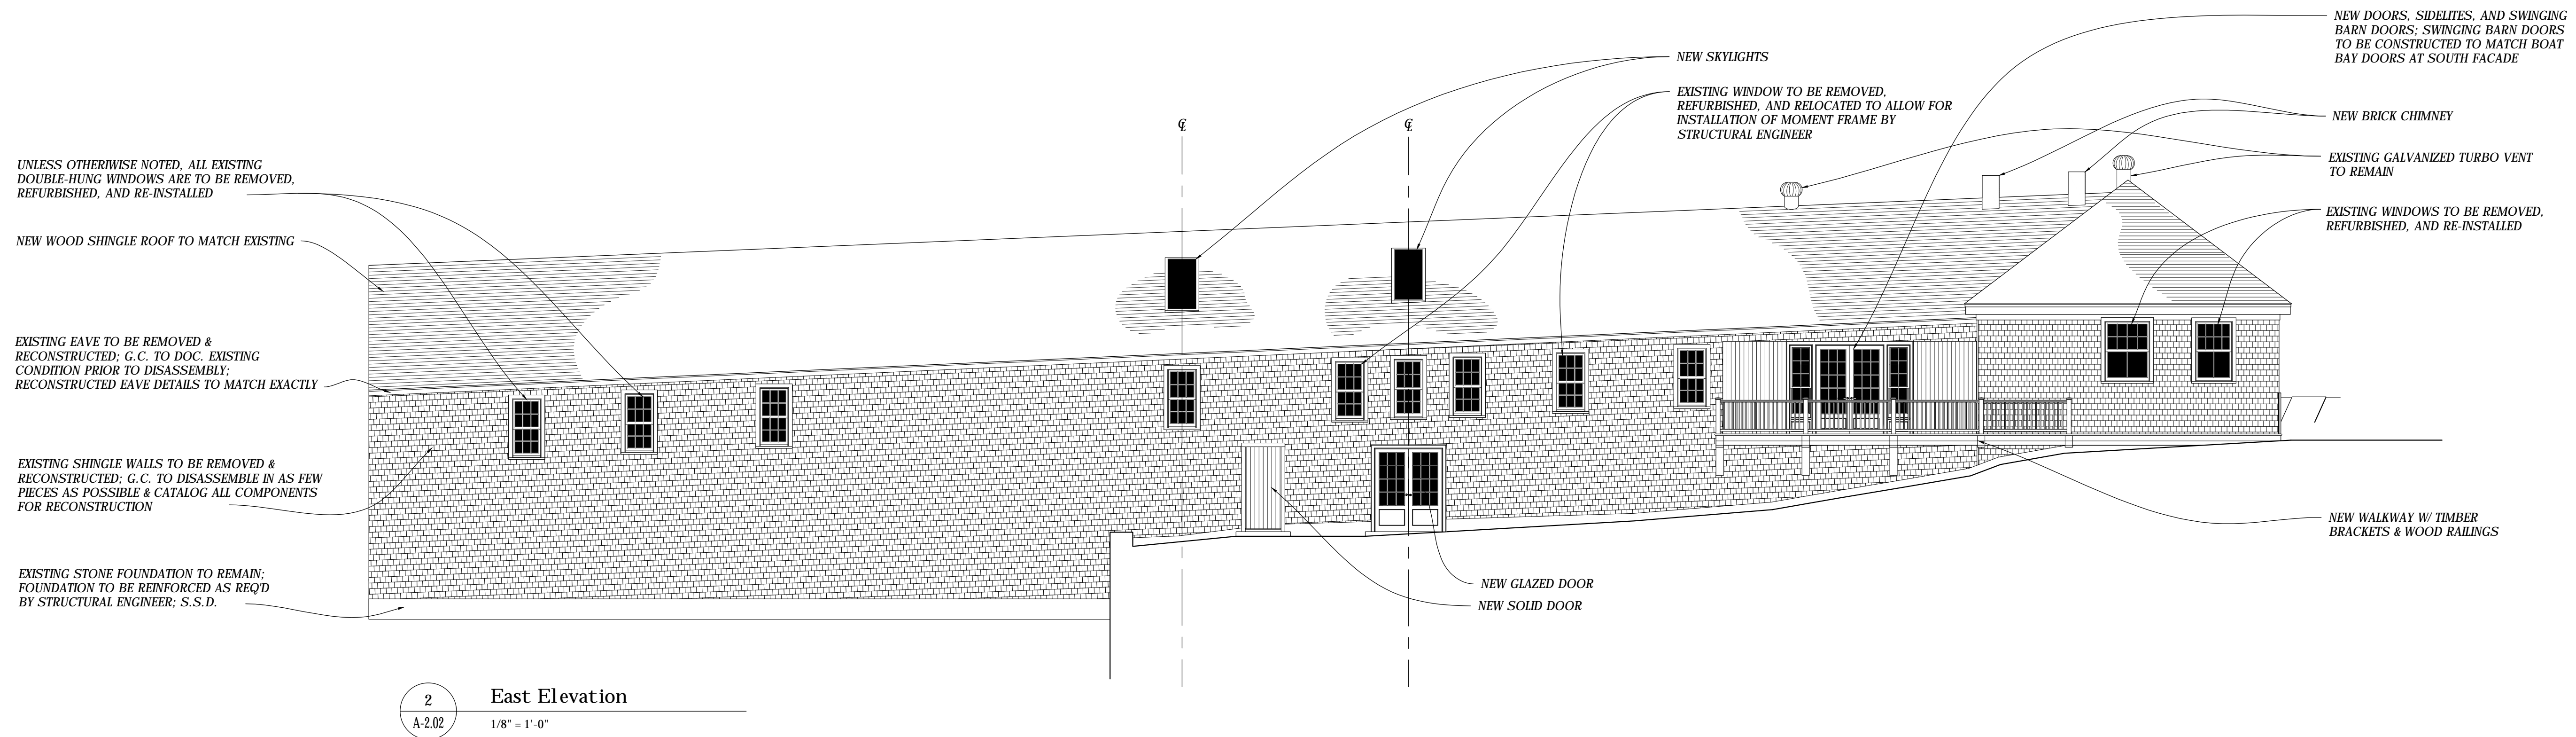 UNLESS OTHERIWISE NOTED, ALL EXISTING
DOUBLE-HUNG WINDOWS ARE TO BE REMOVED,
REFURBISHED, AND RE-INSTALLED
NEW WOOD SHINGLE ROOF TO MATCH EXISTING
EXISTING EAVE TO BE REMOVED &
RECONSTRUCTED; G.C. TO DOC. EXISTING
CONDITION PRIOR TO DISASSEMBLY;
RECONSTRUCTED EAVE DETAILS TO MATCH EXACTLY
EXISTING SHINGLE WALLS TO BE REMOVED &
RECONSTRUCTED; G.C. TO DISASSEMBLE IN AS FEW
PIECES AS POSSIBLE & CATALOG ALL COMPONENTS
FOR RECONSTRUCTION
EXISTING STONE FOUNDATION TO REMAIN;
FOUNDATION TO BE REINFORCED AS REQ'D
BY STRUCTURAL ENGINEER; S.S.D.
℄
℄
NEW SKYLIGHTS
EXISTING WINDOW TO BE REMOVED,
REFURBISHED, AND RELOCATED TO ALLOW FOR
INSTALLATION OF MOMENT FRAME BY
STRUCTURAL ENGINEER
NEW DOORS, SIDELITES, AND SWINGING
BARN DOORS; SWINGING BARN DOORS
TO BE CONSTRUCTED TO MATCH BOAT
BAY DOORS AT SOUTH FACADE
NEW BRICK CHIMNEY
EXISTING GALVANIZED TURBO VENT
TO REMAIN
EXISTING WINDOWS TO BE REMOVED,
REFURBISHED, AND RE-INSTALLED
NEW WALKWAY W/ TIMBER
BRACKETS & WOOD RAILINGS
NEW GLAZED DOOR
NEW SOLID DOOR
2
A-2.02
East Elevation
1/8" = 1'-0"